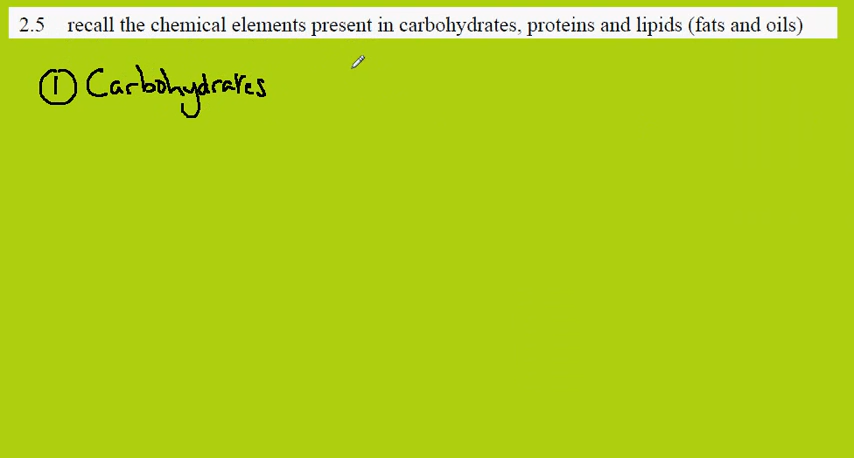 2.5 recall the chemical elements present in carbohydrates, proteins and lipids (fats and oils)
① Carbohydrates